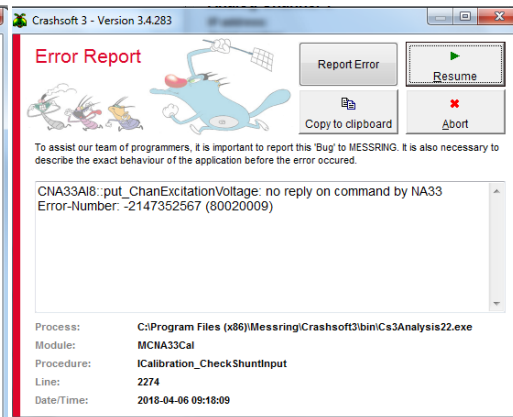 Crashsoft 3 - Version 3.4.283
Error Report
Report Error
Resume
Copy to clipboard
Abort
To assist our team of programmers, it is important to report this 'Bug' to MESSRING. It is also necessary to
describe the exact behaviour of the application before the error occured.
CNA33AI8::put_ChanExcitationVoltage: no reply on command by NA33
Error-Number: -2147352567 (80020009)
Process: C:\Program Files (x86)\Messring\Crashsoft3\bin\Cs3Analysis22.exe
Module: MCNA33Cal
Procedure: ICalibration_CheckShuntInput
Line: 2274
Date/Time: 2018-04-06 09:18:09